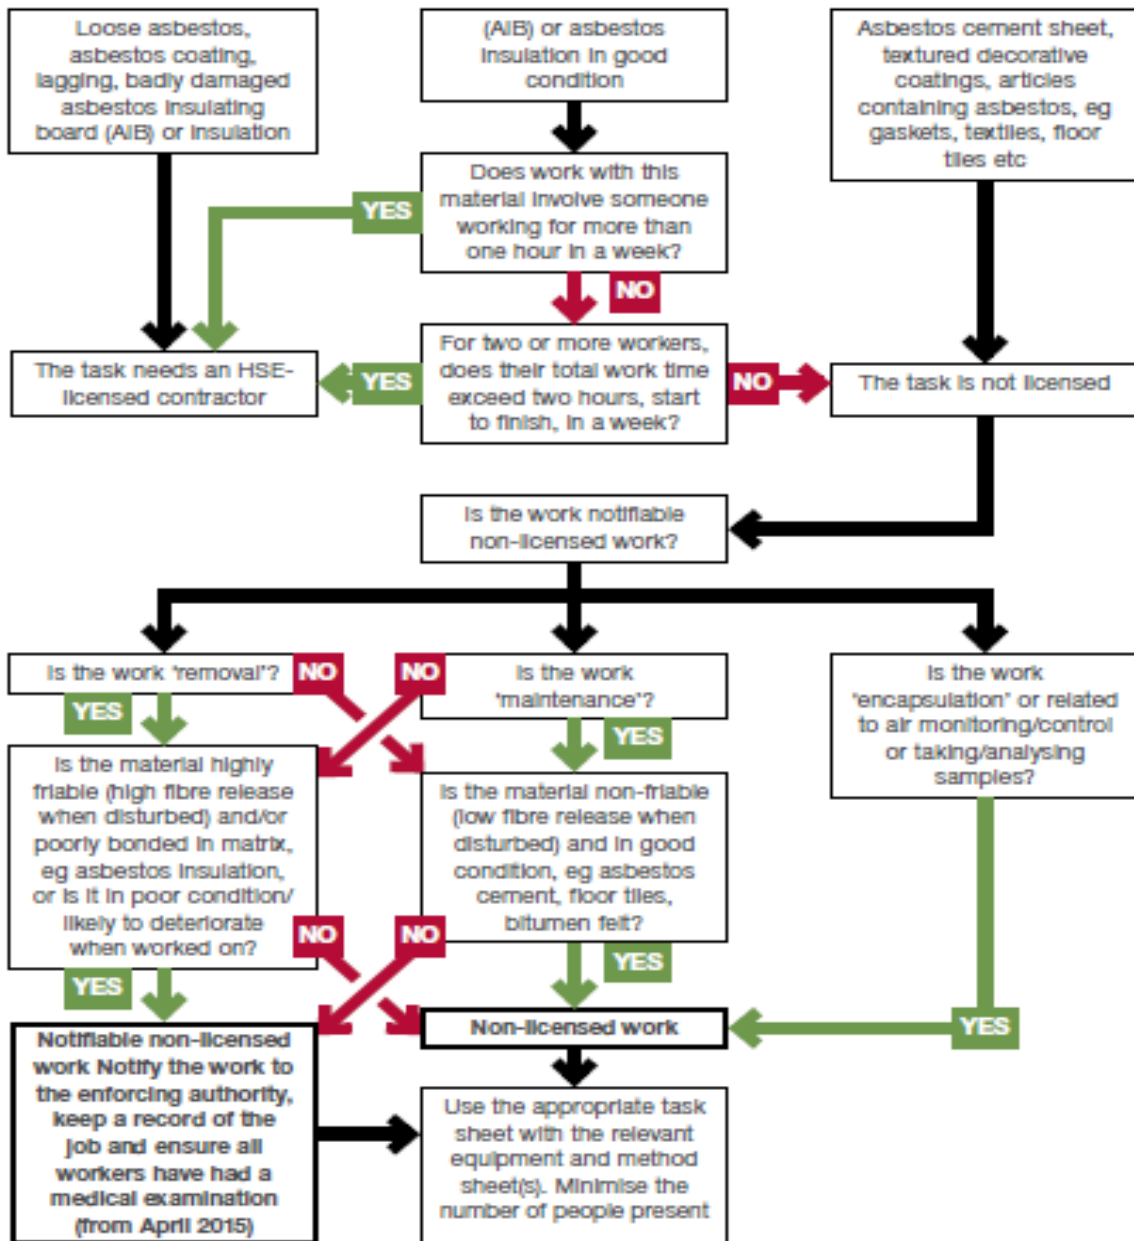 Loose asbestos,
asbestos coating,
lagging, badly damaged
asbestos insulating
board (AIB) or insulation
(AIB) or asbestos
insulation in good
condition
Asbestos cement sheet,
textured decorative
coatings, articles
containing asbestos, eg
gaskets, textiles, floor
tiles etc
Does work with this
material involve someone
working for more than
one hour in a week?
YES
NO
The task needs an HSE-
licensed contractor
YES
For two or more workers,
does their total work time
exceed two hours, start
to finish, in a week?
NO
The task is not licensed
Is the work notifiable
non-licensed work?
Is the work ‘removal’?
NO
NO
Is the work
‘maintenance’?
Is the work
‘encapsulation’ or related
to air monitoring/control
or taking/analysing
samples?
YES
YES
Is the material highly
friable (high fibre release
when disturbed) and/or
poorly bonded in matrix,
eg asbestos insulation,
or is it in poor condition/
likely to deteriorate
when worked on?
Is the material non-friable
(low fibre release when
disturbed) and in good
condition, eg asbestos
cement, floor tiles,
bitumen felt?
NO
NO
YES
YES
YES
Notifiable non-licensed
work Notify the work to
the enforcing authority,
keep a record of the
job and ensure all
workers have had a
medical examination
(from April 2015)
Non-licensed work
Use the appropriate task
sheet with the relevant
equipment and method
sheet(s). Minimise the
number of people present